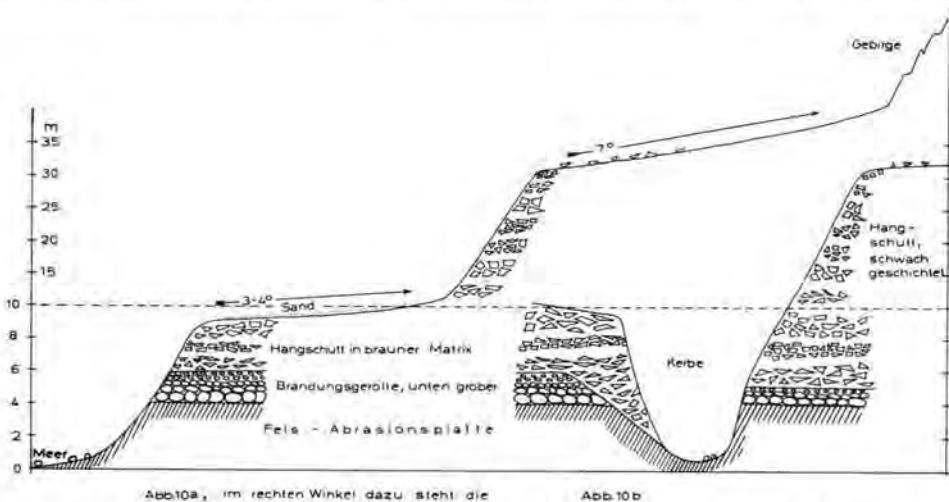 Gebirge
m
35
30
25
20
15
10
8
6
4
2
0
7°
3-4°
Sand
Hang-
schutt,
schwach
geschichtet
Hangschutt in brauner Matrix
Kerbe
Brandungsgerölle, unten gröber
Fels - Abrasionsplatte
Meer
Abb.10a, im rechten Winkel dazu steht die Abb.10b